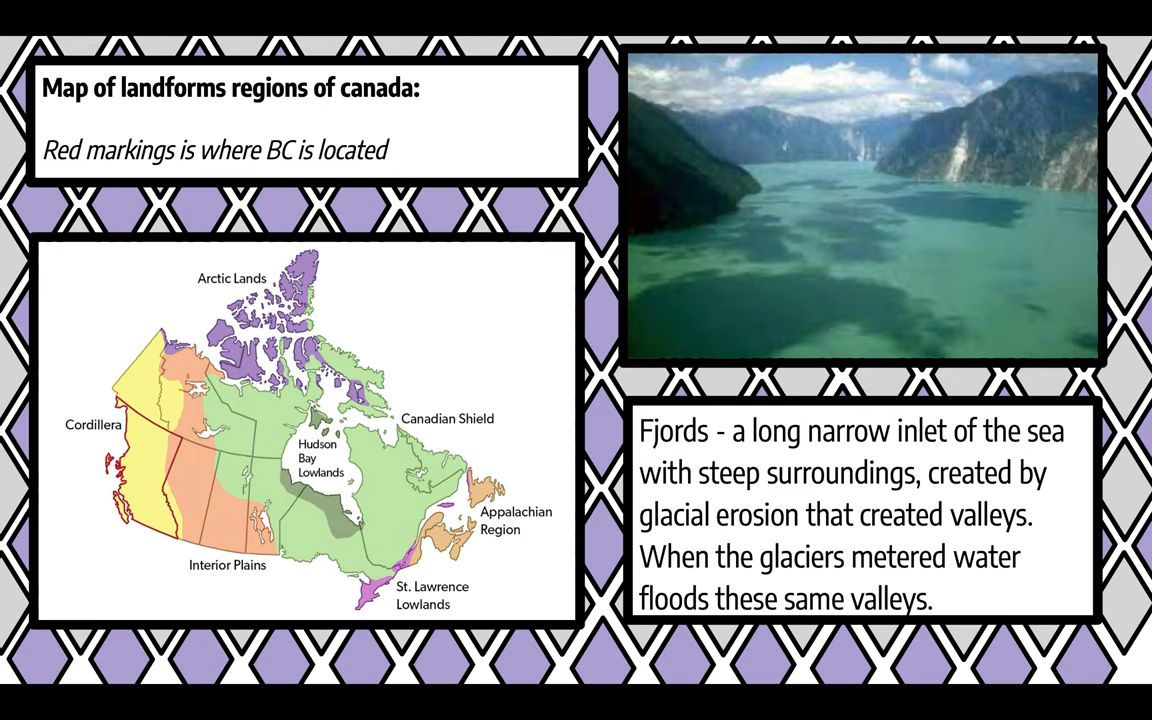 Map of landforms regions of canada:
Red markings is where BC is located
Arctic Lands
Cordillera
Canadian Shield
Hudson
Bay
Lowlands
Appalachian
Region
Interior Plains
St. Lawrence
Lowlands
Fjords - a long narrow inlet of the sea
with steep surroundings, created by
glacial erosion that created valleys.
When the glaciers metered water
floods these same valleys.